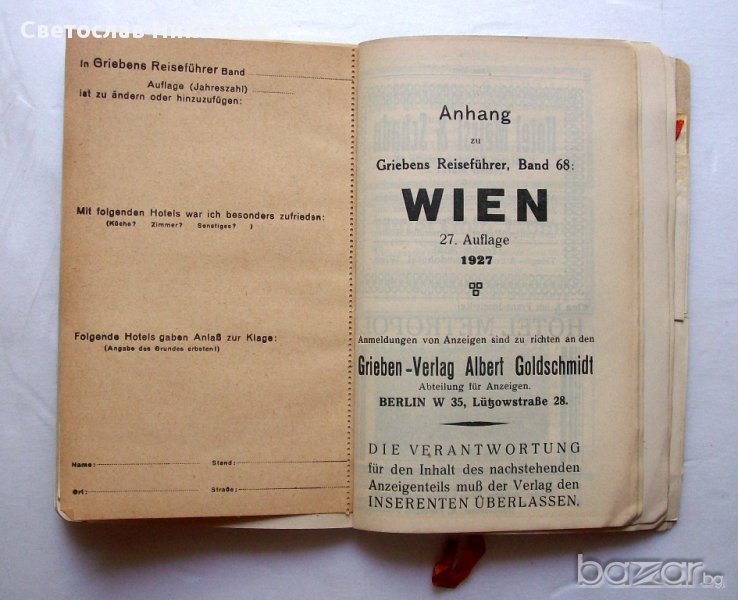 Светослав
In Griebens Reiseführer Band
Auflage (Jahreszahl)
ist zu ändern oder hinzuzufügen:
Mit folgenden Hotels war ich besonders zufrieden:
(Küche? Zimmer? Sonstiges? )
Folgende Hotels gaben Anlaß zur Klage:
(Angabe des Grundes erbeten!)
Name: Stand:
Ort: Straße:
Anhang
zu
Griebens Reiseführer, Band 68:
WIEN
27. Auflage
1927
Anmeldungen von Anzeigen sind zu richten an den
Grieben-Verlag Albert Goldschmidt
Abteilung für Anzeigen.
BERLIN W 35, Lützowstraße 28.
DIE VERANTWORTUNG
für den Inhalt des nachstehenden
Anzeigenteils muß der Verlag den
INSERENTEN ÜBERLASSEN.
bazar.bg